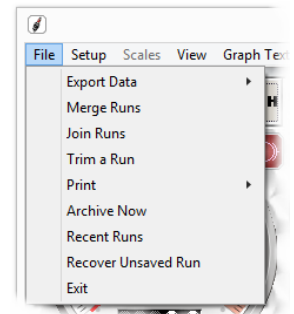 File Setup Scales View Graph Text
Export Data
H
Merge Runs
Join Runs
Trim a Run
Print
Archive Now
Recent Runs
Recover Unsaved Run
Exit